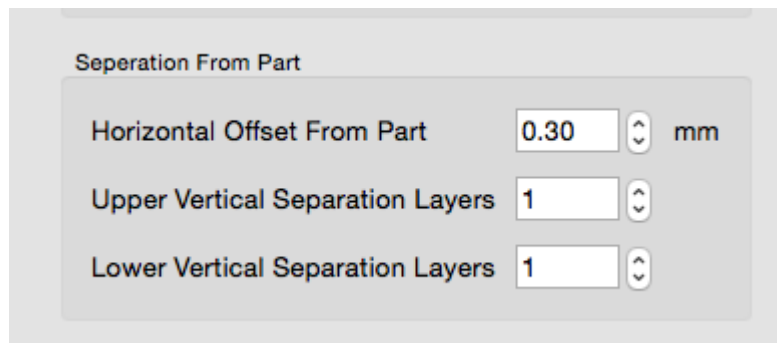 Seperation From Part
Horizontal Offset From Part 0.30 mm
Upper Vertical Separation Layers 1
Lower Vertical Separation Layers 1